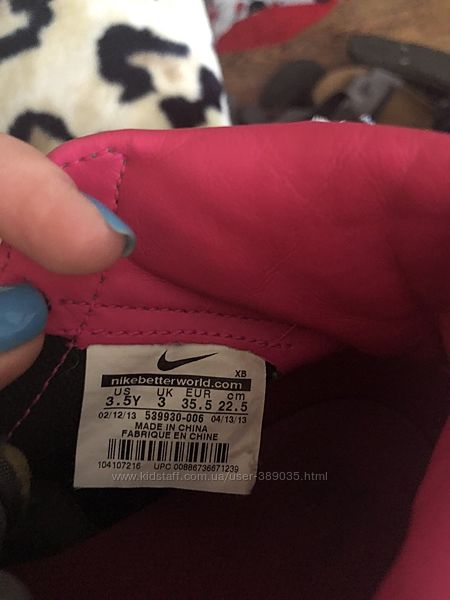 XB
nikebetterworld.com
US UK EUR cm
3.5Y 3 35.5 22.5
02/12/13 539930-006 04/13/13
MADE IN CHINA
FABRIQUE EN CHINE
104107216 UPC 00886736671239
www.kidstaff.com.ua/user-389035.html